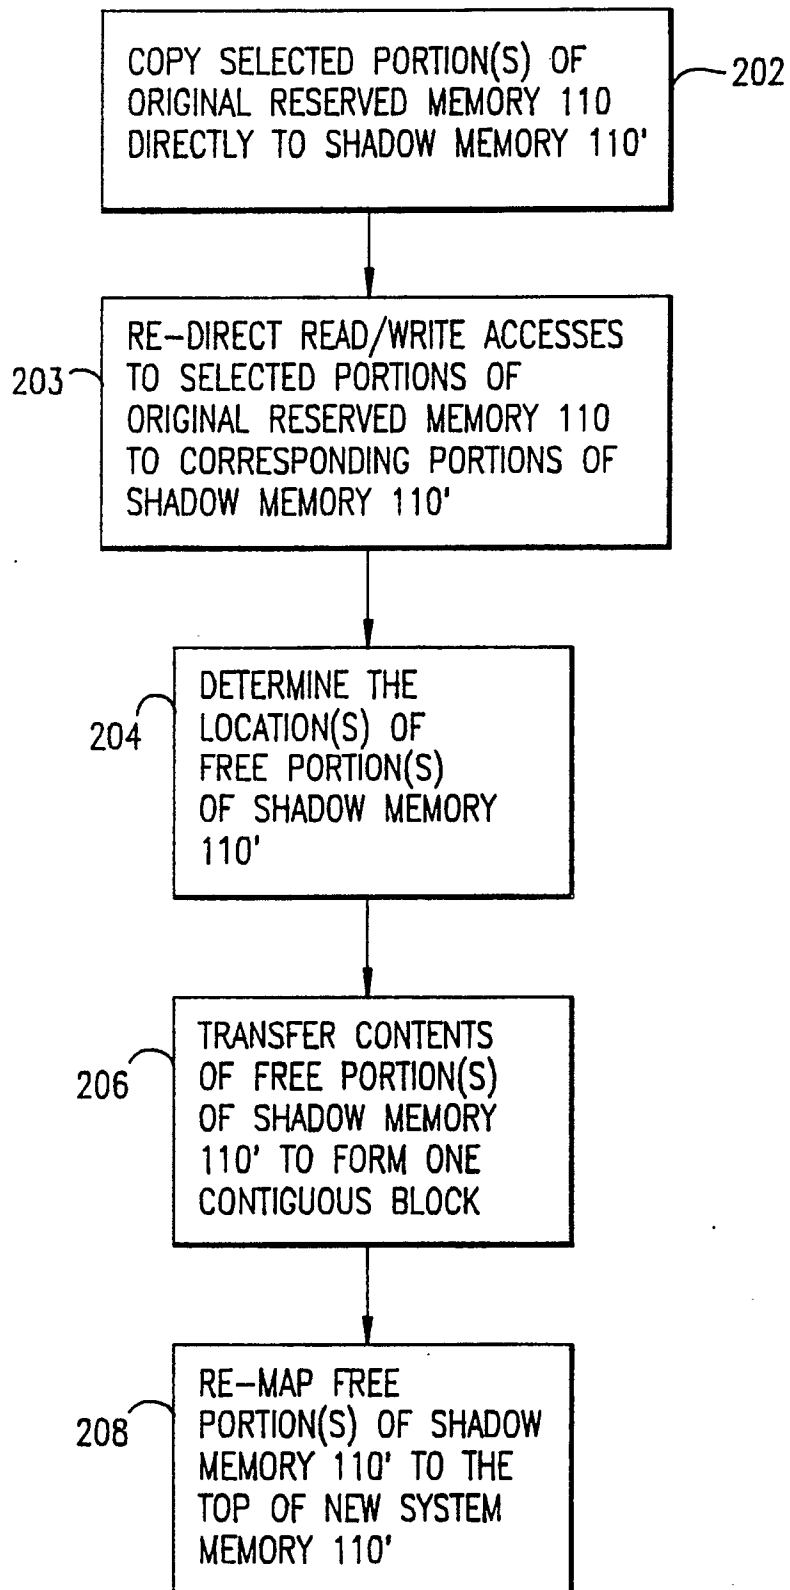 COPY SELECTED PORTION(S) OF
ORIGINAL RESERVED MEMORY 110
DIRECTLY TO SHADOW MEMORY 110'
202
RE-DIRECT READ/WRITE ACCESSES
TO SELECTED PORTIONS OF
ORIGINAL RESERVED MEMORY 110
TO CORRESPONDING PORTIONS OF
SHADOW MEMORY 110'
203
DETERMINE THE
LOCATION(S) OF
FREE PORTION(S)
OF SHADOW MEMORY
110'
204
TRANSFER CONTENTS
OF FREE PORTION(S)
OF SHADOW MEMORY
110' TO FORM ONE
CONTIGUOUS BLOCK
206
RE-MAP FREE
PORTION(S) OF SHADOW
MEMORY 110' TO THE
TOP OF NEW SYSTEM
MEMORY 110'
208